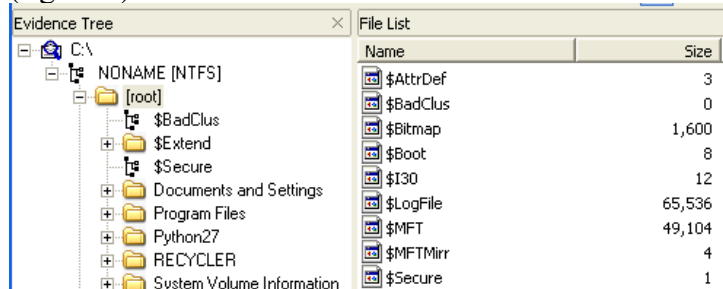 Evidence Tree
C:\
NONAME [NTFS]
[root]
$BadClus
$Extend
$Secure
Documents and Settings
Program Files
Python27
RECYCLER
System Volume Information
File List
Name Size
$AttrDef 3
$BadClus 0
$Bitmap 1,600
$Boot 8
$I30 12
$LogFile 65,536
$MFT 49,104
$MFTMirr 4
$Secure 1